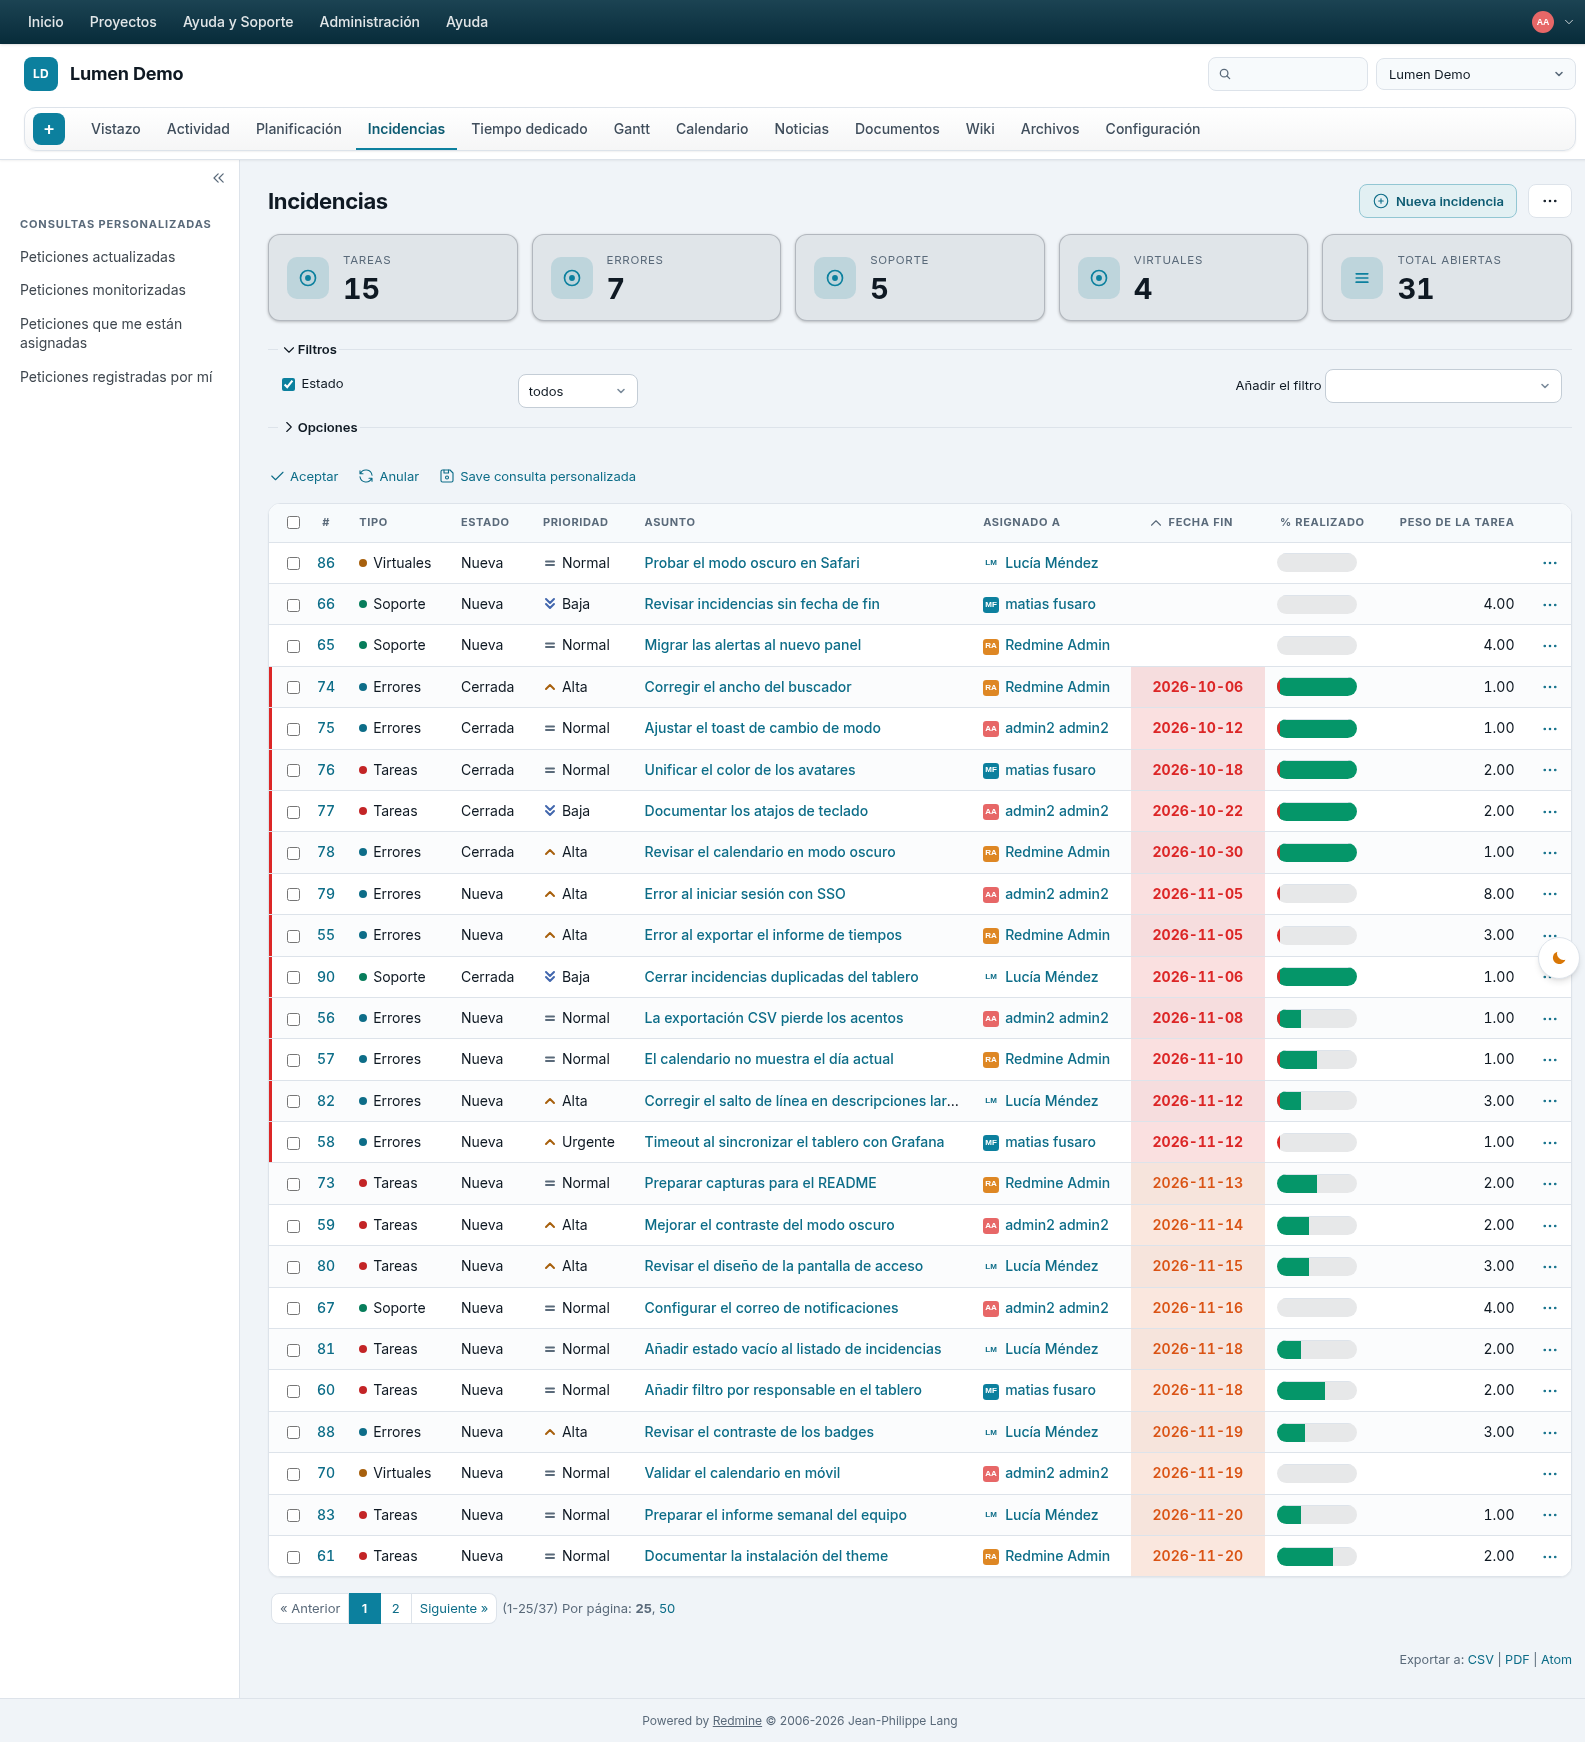 Inicio Proyectos Ayuda y Soporte Administración Ayuda AA
LD Lumen Demo Lumen Demo
+ Vistazo Actividad Planificación Incidencias Tiempo dedicado Gantt Calendario Noticias Documentos Wiki Archivos Configuración
CONSULTAS PERSONALIZADAS
Peticiones actualizadas
Peticiones monitorizadas
Peticiones que me están
asignadas
Peticiones registradas por mí
Incidencias Nueva incidencia ...
TAREAS
15
ERRORES
7
SOPORTE
5
VIRTUALES
4
TOTAL ABIERTAS
31
Filtros
Estado todos Añadir el filtro
Opciones
Aceptar Anular Save consulta personalizada
# TIPO ESTADO PRIORIDAD ASUNTO ASIGNADO A FECHA FIN % REALIZADO PESO DE LA TAREA
86 Virtuales Nueva Normal Probar el modo oscuro en Safari LM Lucía Méndez ...
66 Soporte Nueva Baja Revisar incidencias sin fecha de fin MF matias fusaro 4.00 ...
65 Soporte Nueva Normal Migrar las alertas al nuevo panel RA Redmine Admin 4.00 ...
74 Errores Cerrada Alta Corregir el ancho del buscador RA Redmine Admin 2026-10-06 1.00 ...
75 Errores Cerrada Normal Ajustar el toast de cambio de modo AA admin2 admin2 2026-10-12 1.00 ...
76 Tareas Cerrada Normal Unificar el color de los avatares MF matias fusaro 2026-10-18 2.00 ...
77 Tareas Cerrada Baja Documentar los atajos de teclado AA admin2 admin2 2026-10-22 2.00 ...
78 Errores Cerrada Alta Revisar el calendario en modo oscuro RA Redmine Admin 2026-10-30 1.00 ...
79 Errores Nueva Alta Error al iniciar sesión con SSO AA admin2 admin2 2026-11-05 8.00 ...
55 Errores Nueva Alta Error al exportar el informe de tiempos RA Redmine Admin 2026-11-05 3.00 ...
90 Soporte Cerrada Baja Cerrar incidencias duplicadas del tablero LM Lucía Méndez 2026-11-06 1.00
56 Errores Nueva Normal La exportación CSV pierde los acentos AA admin2 admin2 2026-11-08 1.00 ...
57 Errores Nueva Normal El calendario no muestra el día actual RA Redmine Admin 2026-11-10 1.00 ...
82 Errores Nueva Alta Corregir el salto de línea en descripciones lar... LM Lucía Méndez 2026-11-12 3.00 ...
58 Errores Nueva Urgente Timeout al sincronizar el tablero con Grafana MF matias fusaro 2026-11-12 1.00 ...
73 Tareas Nueva Normal Preparar capturas para el README RA Redmine Admin 2026-11-13 2.00 ...
59 Tareas Nueva Alta Mejorar el contraste del modo oscuro AA admin2 admin2 2026-11-14 2.00 ...
80 Tareas Nueva Alta Revisar el diseño de la pantalla de acceso LM Lucía Méndez 2026-11-15 3.00 ...
67 Soporte Nueva Normal Configurar el correo de notificaciones AA admin2 admin2 2026-11-16 4.00 ...
81 Tareas Nueva Normal Añadir estado vacío al listado de incidencias LM Lucía Méndez 2026-11-18 2.00 ...
60 Tareas Nueva Normal Añadir filtro por responsable en el tablero MF matias fusaro 2026-11-18 2.00 ...
88 Errores Nueva Alta Revisar el contraste de los badges LM Lucía Méndez 2026-11-19 3.00 ...
70 Virtuales Nueva Normal Validar el calendario en móvil AA admin2 admin2 2026-11-19 ...
83 Tareas Nueva Normal Preparar el informe semanal del equipo LM Lucía Méndez 2026-11-20 1.00 ...
61 Tareas Nueva Normal Documentar la instalación del theme RA Redmine Admin 2026-11-20 2.00 ...
« Anterior 1 2 Siguiente » (1-25/37) Por página: 25, 50
Exportar a: CSV | PDF | Atom
Powered by Redmine © 2006-2026 Jean-Philippe Lang